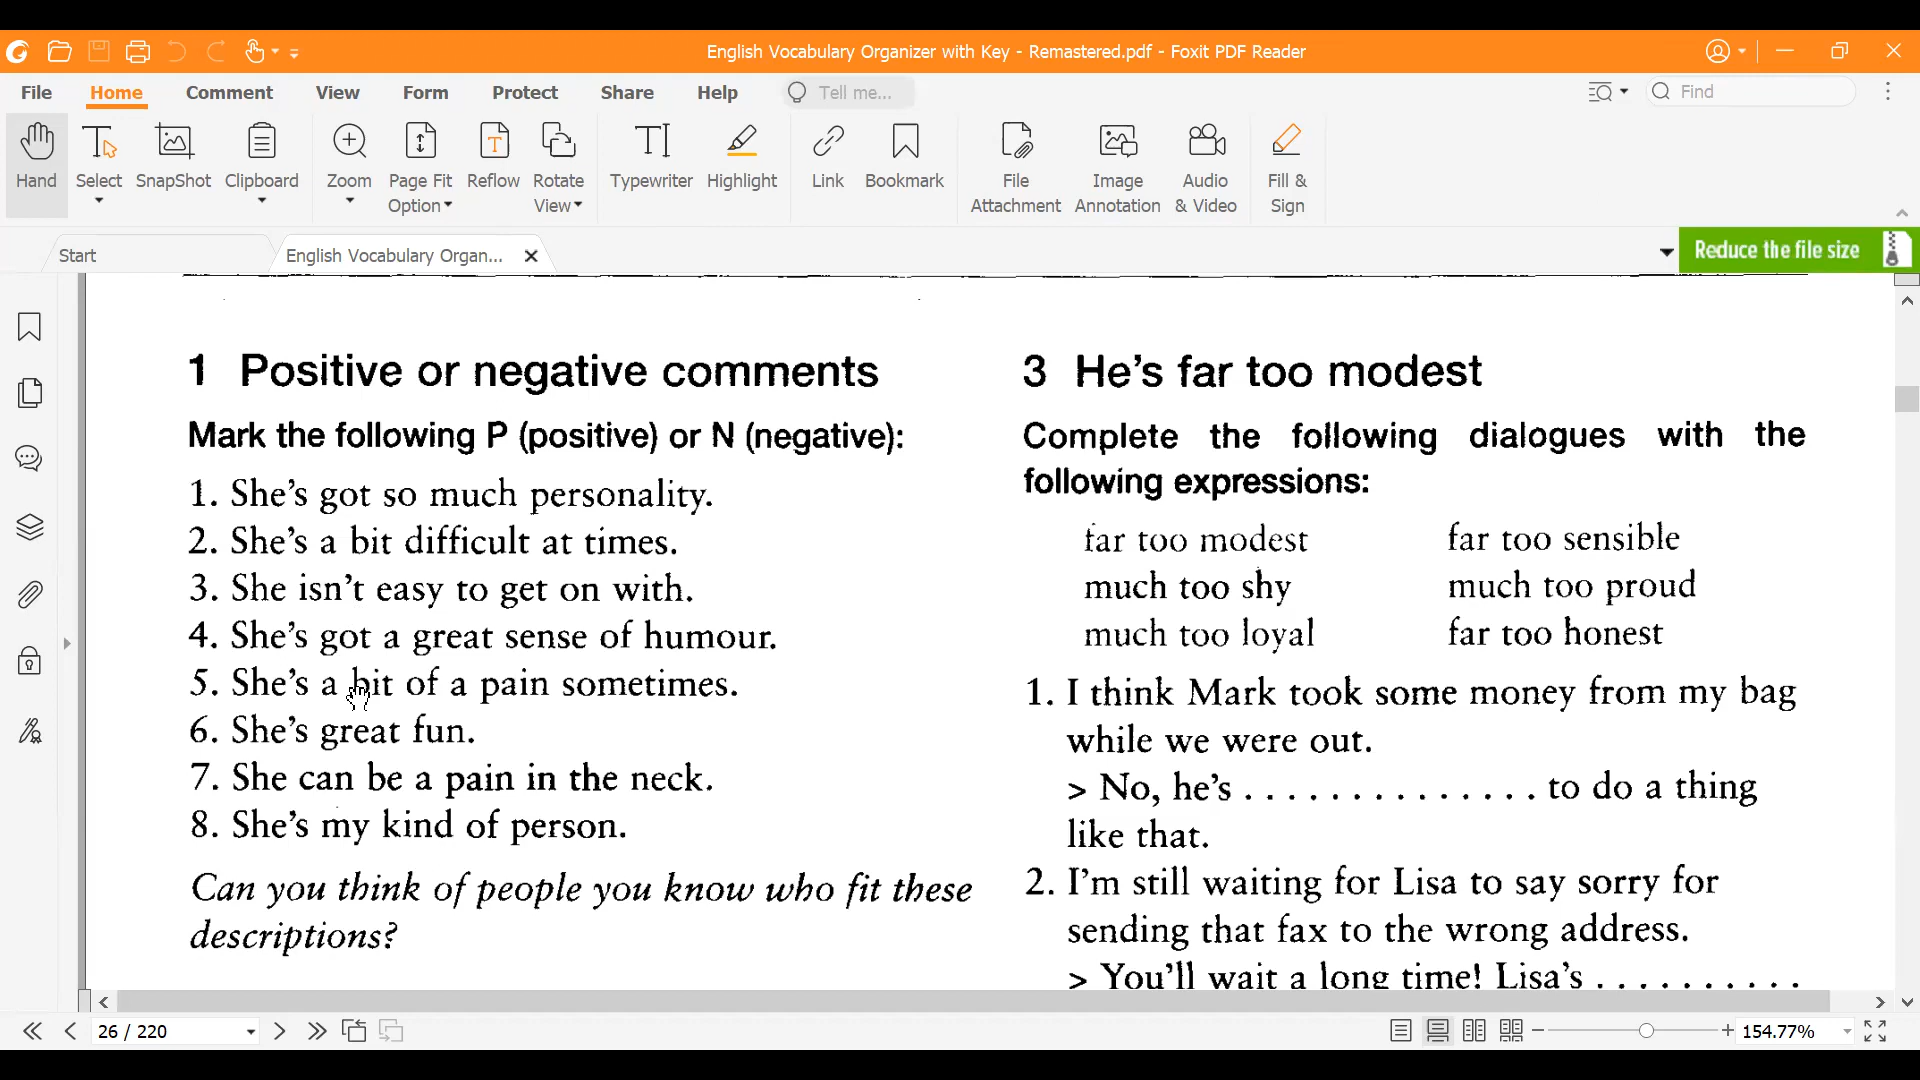 English Vocabulary Organizer with Key - Remastered.pdf - Foxit PDF Reader
File Home Comment View Form Protect Share Help Tell me... Find
Hand Select SnapShot Clipboard Zoom Page Fit Option Reflow Rotate View Typewriter Highlight Link Bookmark File Attachment Image Annotation Audio & Video Fill & Sign
Start English Vocabulary Organ... Reduce the file size
1 Positive or negative comments
Mark the following P (positive) or N (negative):
1. She's got so much personality.
2. She's a bit difficult at times.
3. She isn't easy to get on with.
4. She's got a great sense of humour.
5. She's a bit of a pain sometimes.
6. She's great fun.
7. She can be a pain in the neck.
8. She's my kind of person.
Can you think of people you know who fit these
descriptions?
3 He's far too modest
Complete the following dialogues with the
following expressions:
far too modest far too sensible
much too shy much too proud
much too loyal far too honest
1. I think Mark took some money from my bag
while we were out.
> No, he's . . . . . . . . . . . . . . to do a thing
like that.
2. I'm still waiting for Lisa to say sorry for
sending that fax to the wrong address.
> You'll wait a long time! Lisa's . . . . . . . . . .
26 / 220 154.77%